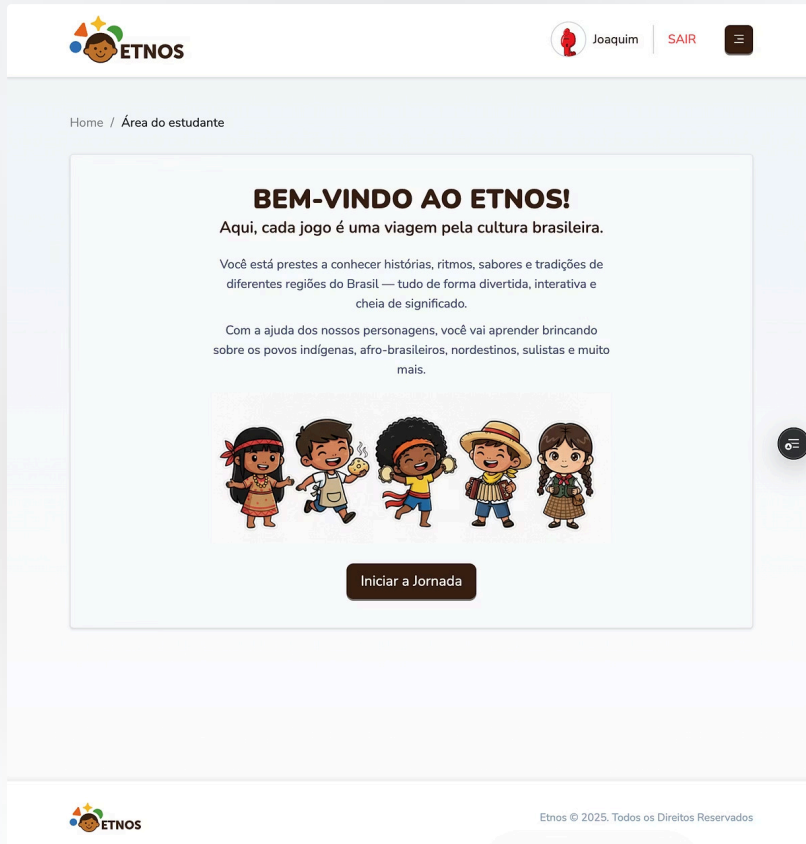 ETNOS
Joaquim
SAIR
Home / Área do estudante
BEM-VINDO AO ETNOS!
Aqui, cada jogo é uma viagem pela cultura brasileira.
Você está prestes a conhecer histórias, ritmos, sabores e tradições de
diferentes regiões do Brasil — tudo de forma divertida, interativa e
cheia de significado.
Com a ajuda dos nossos personagens, você vai aprender brincando
sobre os povos indígenas, afro-brasileiros, nordestinos, sulistas e muito
mais.
Iniciar a Jornada
ETNOS
Etnos © 2025. Todos os Direitos Reservados